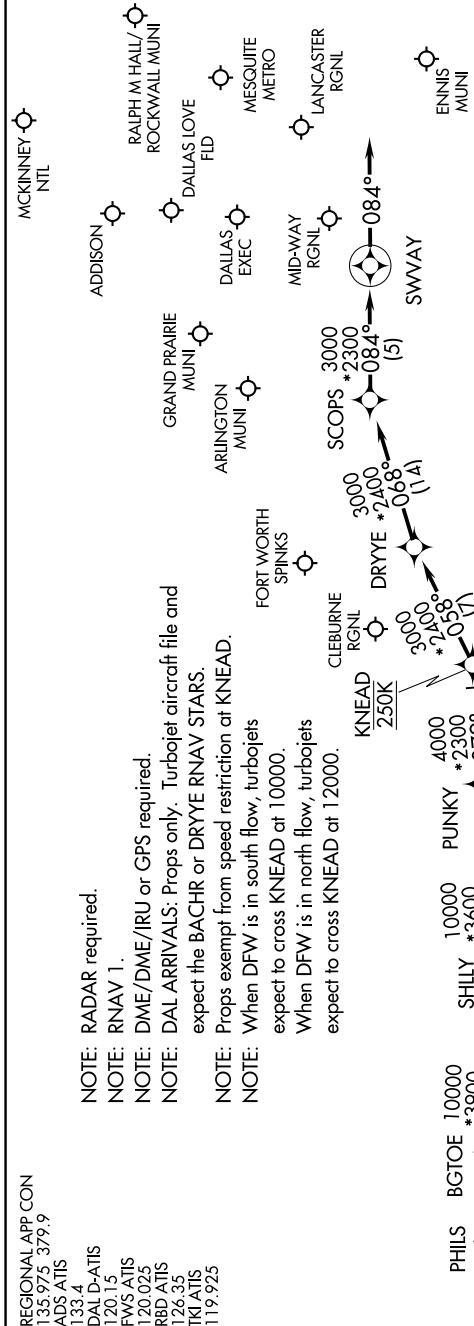 REGIONAL APP CON
135.975 379.9
ADS ATIS
133.4
DAL D-ATIS
120.15
FWS ATIS
120.025
RBD ATIS
126.35
TKI ATIS
119.925
NOTE: RADAR required.
NOTE: RNAV 1.
NOTE: DME/DME/IRU or GPS required.
NOTE: DAL ARRIVALS: Props only. Turbojet aircraft file and
expect the BACHR or DRYYE RNAV STARS.
NOTE: Props exempt from speed restriction at KNEAD.
NOTE: When DFW is in south flow, turbojets
expect to cross KNEAD at 10000.
When DFW is in north flow, turbojets
expect to cross KNEAD at 12000.
MCKINNEY
NTL
RALPH M HALL/
ROCKWALL MUNI
ADDISON
DALLAS LOVE
FLD
MESQUITE
METRO
LANCASTER
RGNL
ENNIS
MUNI
DALLAS
EXEC
MID-WAY
RGNL
GRAND PRAIRIE
MUNI
ARLINGTON
MUNI
FORT WORTH
SPINKS
CLEBURNE
RGNL
084°
SWVAY
3000
*2300
084°
(5)
SCOPS
3000
*2400
068°
(14)
DRYYE
3000
*2400
058°
(7)
KNEAD
250K
PUNKY
4000
*2300
SHLLY
10000
*3600
BGTOE
10000
*3900
PHILS